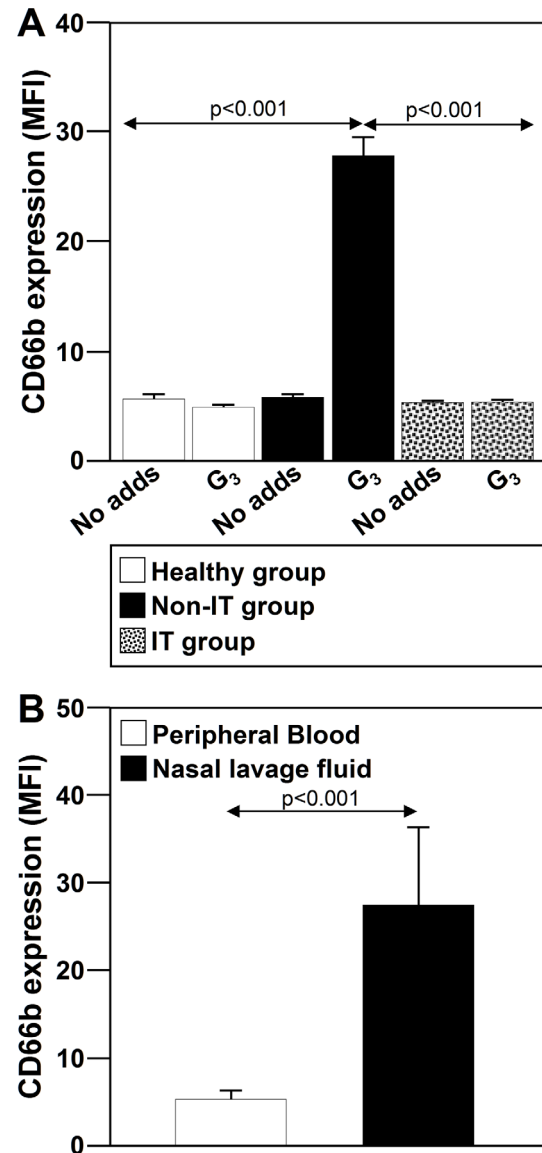 A
CD66b expression (MFI)
40
30
20
10
0
p<0.001
p<0.001
No adds
G₃
No adds
G₃
No adds
G₃
Healthy group
Non-IT group
IT group
B
CD66b expression (MFI)
50
40
30
20
10
0
Peripheral Blood
Nasal lavage fluid
p<0.001